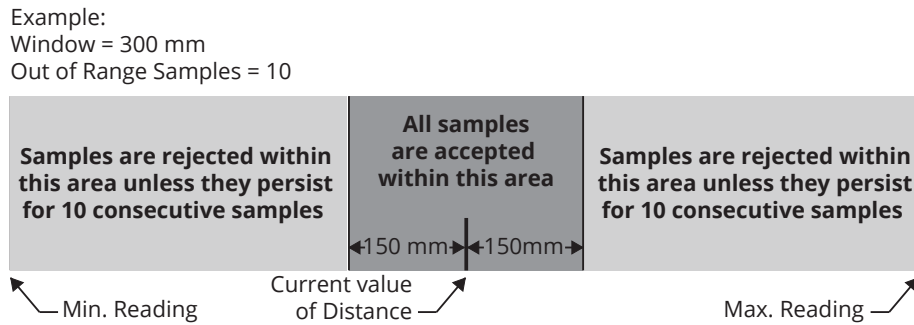 Example:
Window = 300 mm
Out of Range Samples = 10
Samples are rejected within
this area unless they persist
for 10 consecutive samples
All samples
are accepted
within this area
Samples are rejected within
this area unless they persist
for 10 consecutive samples
150 mm
150mm
Min. Reading
Current value
of Distance
Max. Reading